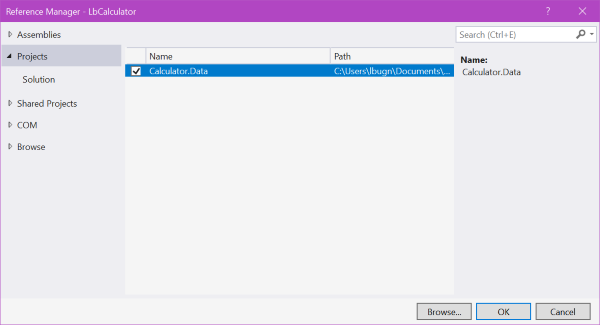 Reference Manager - LbCalculator
Assemblies
Projects
Solution
Shared Projects
COM
Browse
Name Path
Calculator.Data C:\Users\lbugn\Documents\...
Search (Ctrl+E)
Name:
Calculator.Data
Browse... OK Cancel